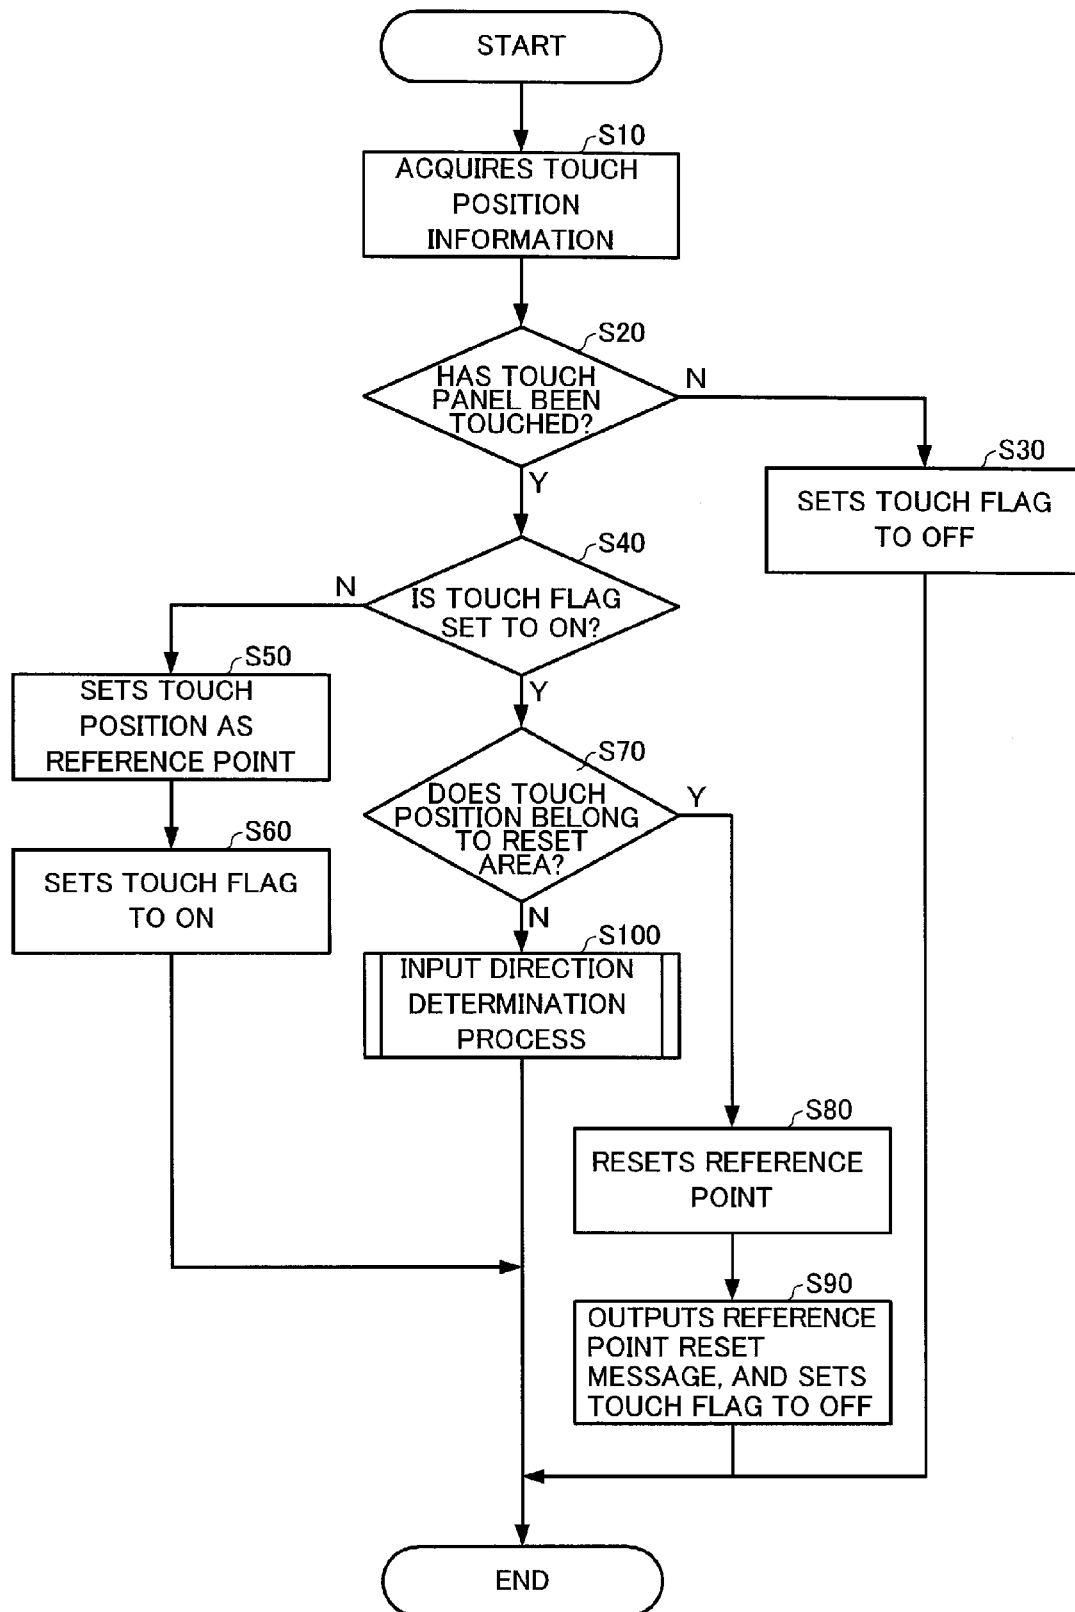 START
S10
ACQUIRES TOUCH
POSITION
INFORMATION
S20
HAS TOUCH
PANEL BEEN
TOUCHED?
N
Y
S30
SETS TOUCH FLAG
TO OFF
S40
IS TOUCH FLAG
SET TO ON?
N
Y
S50
SETS TOUCH
POSITION AS
REFERENCE POINT
S60
SETS TOUCH FLAG
TO ON
S70
DOES TOUCH
POSITION BELONG
TO RESET
AREA?
Y
N
S100
INPUT DIRECTION
DETERMINATION
PROCESS
S80
RESETS REFERENCE
POINT
S90
OUTPUTS REFERENCE
POINT RESET
MESSAGE, AND SETS
TOUCH FLAG TO OFF
END